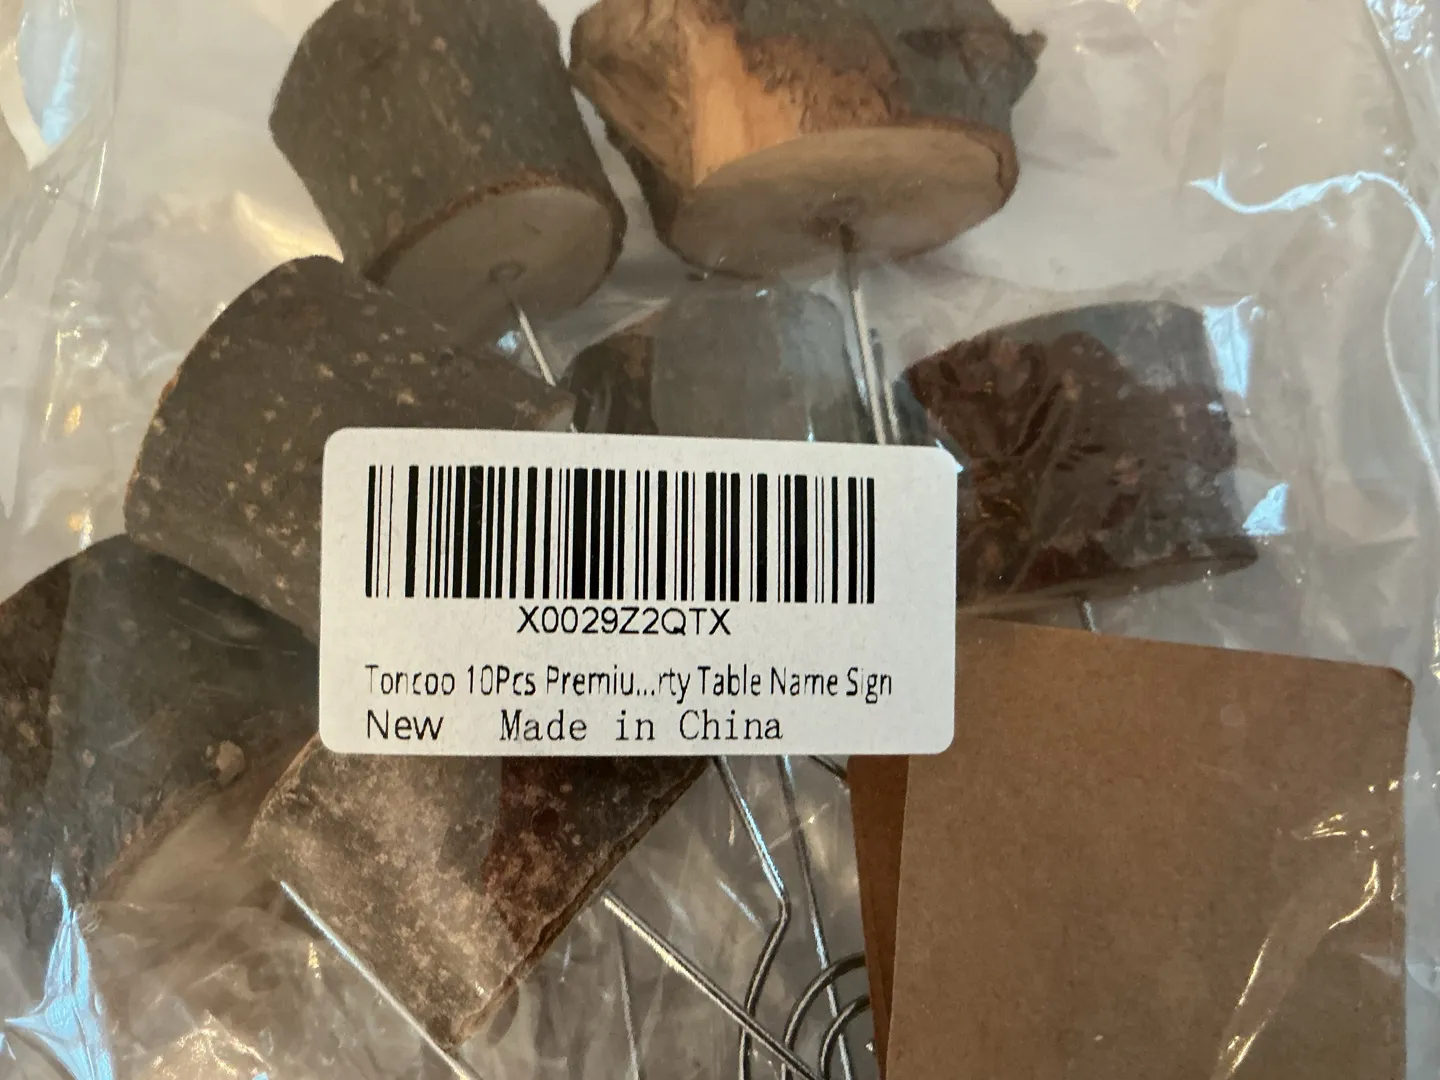 X0029Z2QTX
Toncoo 10Pcs Premiu...rty Table Name Sign
New Made in China